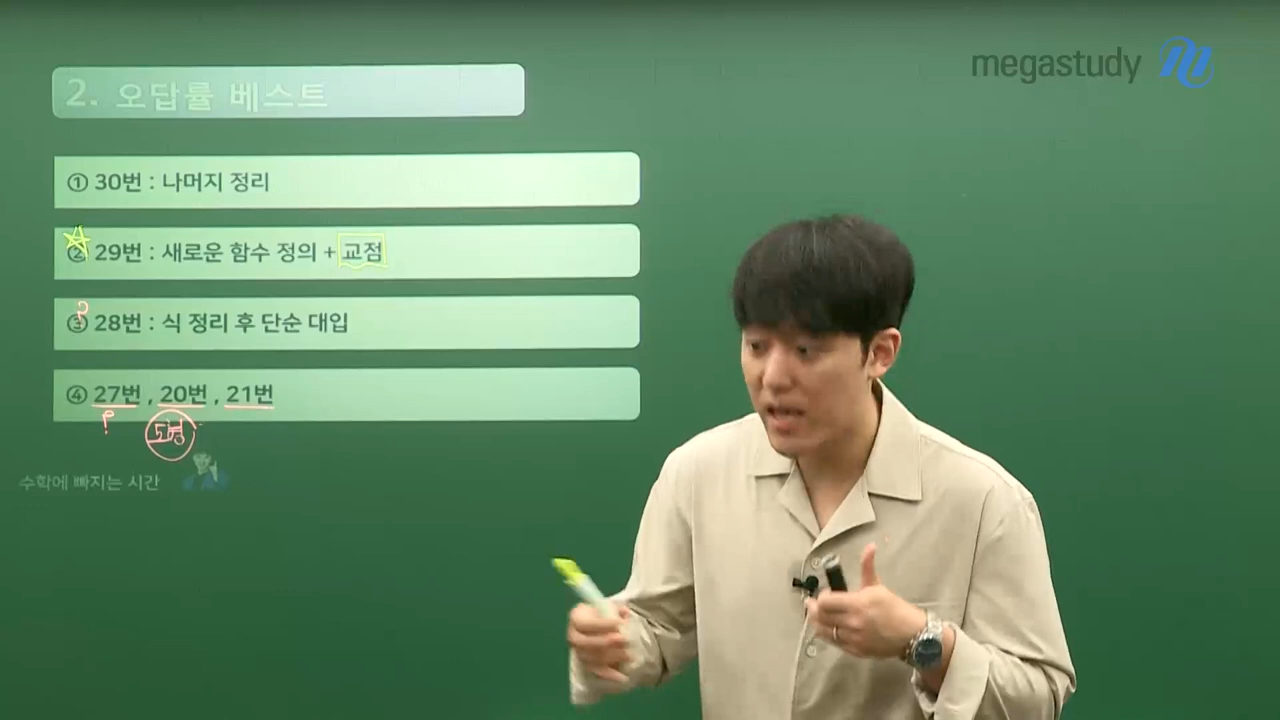 megastudy
2. 오답률 베스트
① 30번 : 나머지 정리
② 29번 : 새로운 함수 정의 + 교점
③ 28번 : 식 정리 후 단순 대입
④ 27번 , 20번 , 21번
도형
수학에 빠지는 시간